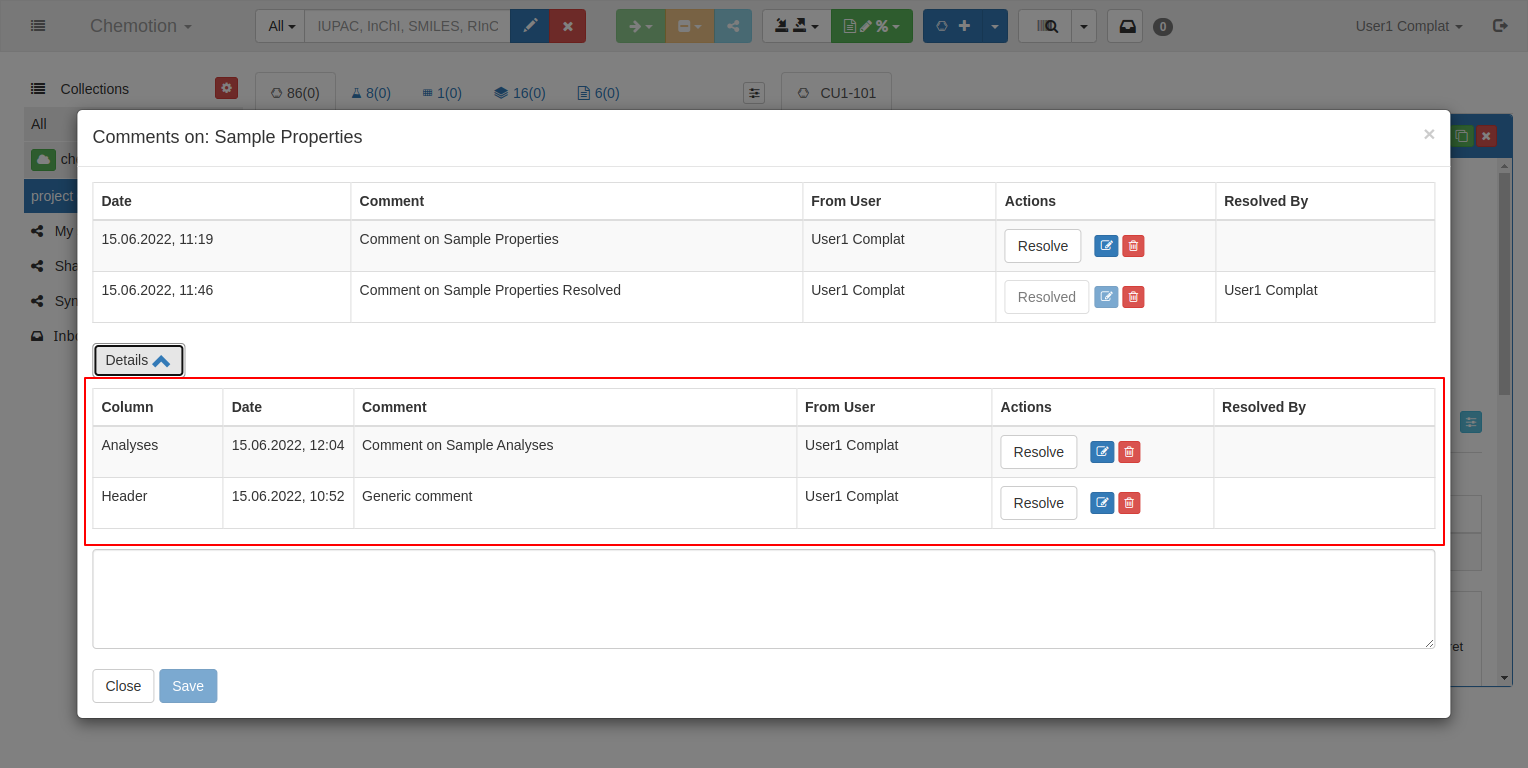 Chemotion
All
IUPAC, InChI, SMILES, RInC
0
User1 Complat
Collections
86(0)
8(0)
1(0)
16(0)
6(0)
CU1-101
All
project
My
Sha
Syn
Comments on: Sample Properties
×
Date Comment From User Actions Resolved By
15.06.2022, 11:19 Comment on Sample Properties User1 Complat Resolve
15.06.2022, 11:46 Comment on Sample Properties Resolved User1 Complat Resolved User1 Complat
Details
Column Date Comment From User Actions Resolved By
Analyses 15.06.2022, 12:04 Comment on Sample Analyses User1 Complat Resolve
Header 15.06.2022, 10:52 Generic comment User1 Complat Resolve
Close
Save